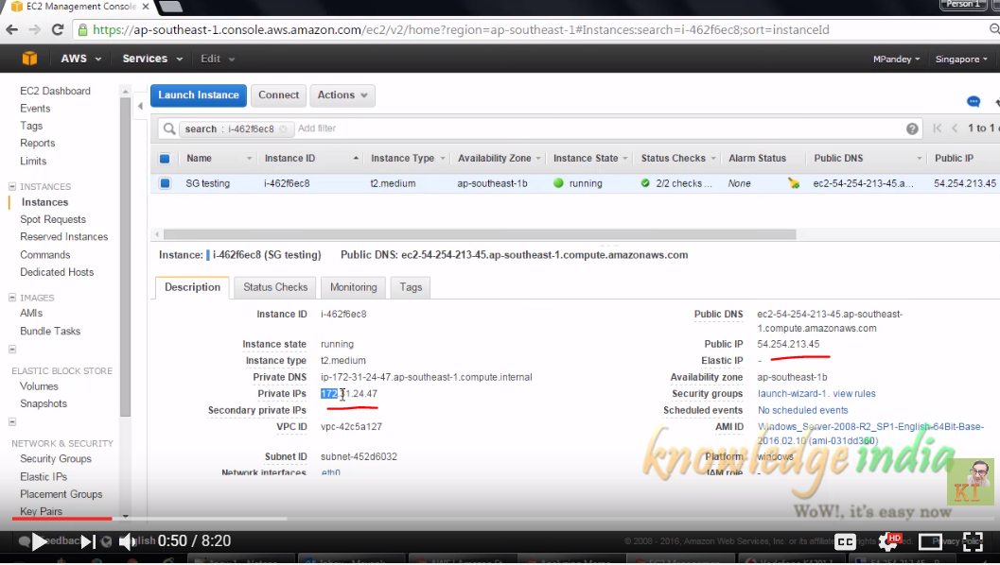 EC2 Management Console
Person 1
https://ap-southeast-1.console.aws.amazon.com/ec2/v2/home?region=ap-southeast-1#Instances:search=i-462f6ec8;sort=instanceId
AWS Services Edit MPandey Singapore
EC2 Dashboard
Events
Tags
Reports
Limits
INSTANCES
Instances
Spot Requests
Reserved Instances
Commands
Dedicated Hosts
IMAGES
AMIs
Bundle Tasks
ELASTIC BLOCK STORE
Volumes
Snapshots
NETWORK & SECURITY
Security Groups
Elastic IPs
Placement Groups
Key Pairs
Launch Instance Connect Actions
search : i-462f6ec8 Add filter 1 to 1
Name Instance ID Instance Type Availability Zone Instance State Status Checks Alarm Status Public DNS Public IP
SG testing i-462f6ec8 t2.medium ap-southeast-1b running 2/2 checks ... None ec2-54-254-213-45.a... 54.254.213.45
Instance: i-462f6ec8 (SG testing) Public DNS: ec2-54-254-213-45.ap-southeast-1.compute.amazonaws.com
Description Status Checks Monitoring Tags
Instance ID i-462f6ec8
Instance state running
Instance type t2.medium
Private DNS ip-172-31-24-47.ap-southeast-1.compute.internal
Private IPs 172.31.24.47
Secondary private IPs
VPC ID vpc-42c5a127
Subnet ID subnet-452d6032
Network interfaces eth0
Public DNS ec2-54-254-213-45.ap-southeast-
1.compute.amazonaws.com
Public IP 54.254.213.45
Elastic IP -
Availability zone ap-southeast-1b
Security groups launch-wizard-1. view rules
Scheduled events No scheduled events
AMI ID Windows_Server-2008-R2_SP1-English-64Bit-Base-
2016.02.10 (ami-031dd360)
Platform windows
IAM role -
knowledge india
KI
WoW!, it's easy now
Feedback English 0:50 / 8:20 CC HD
© 2008 - 2016, Amazon Web Services, Inc. or its affiliates. Privacy Policy